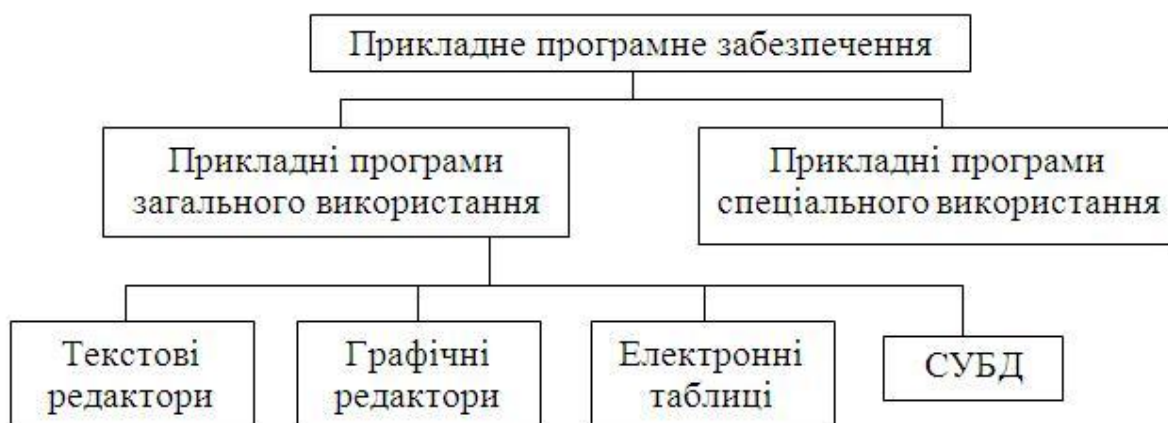 Прикладне програмне забезпечення
Прикладні програми
загального використання
Прикладні програми
спеціального використання
Текстові
редактори
Графічні
редактори
Електронні
таблиці
СУБД